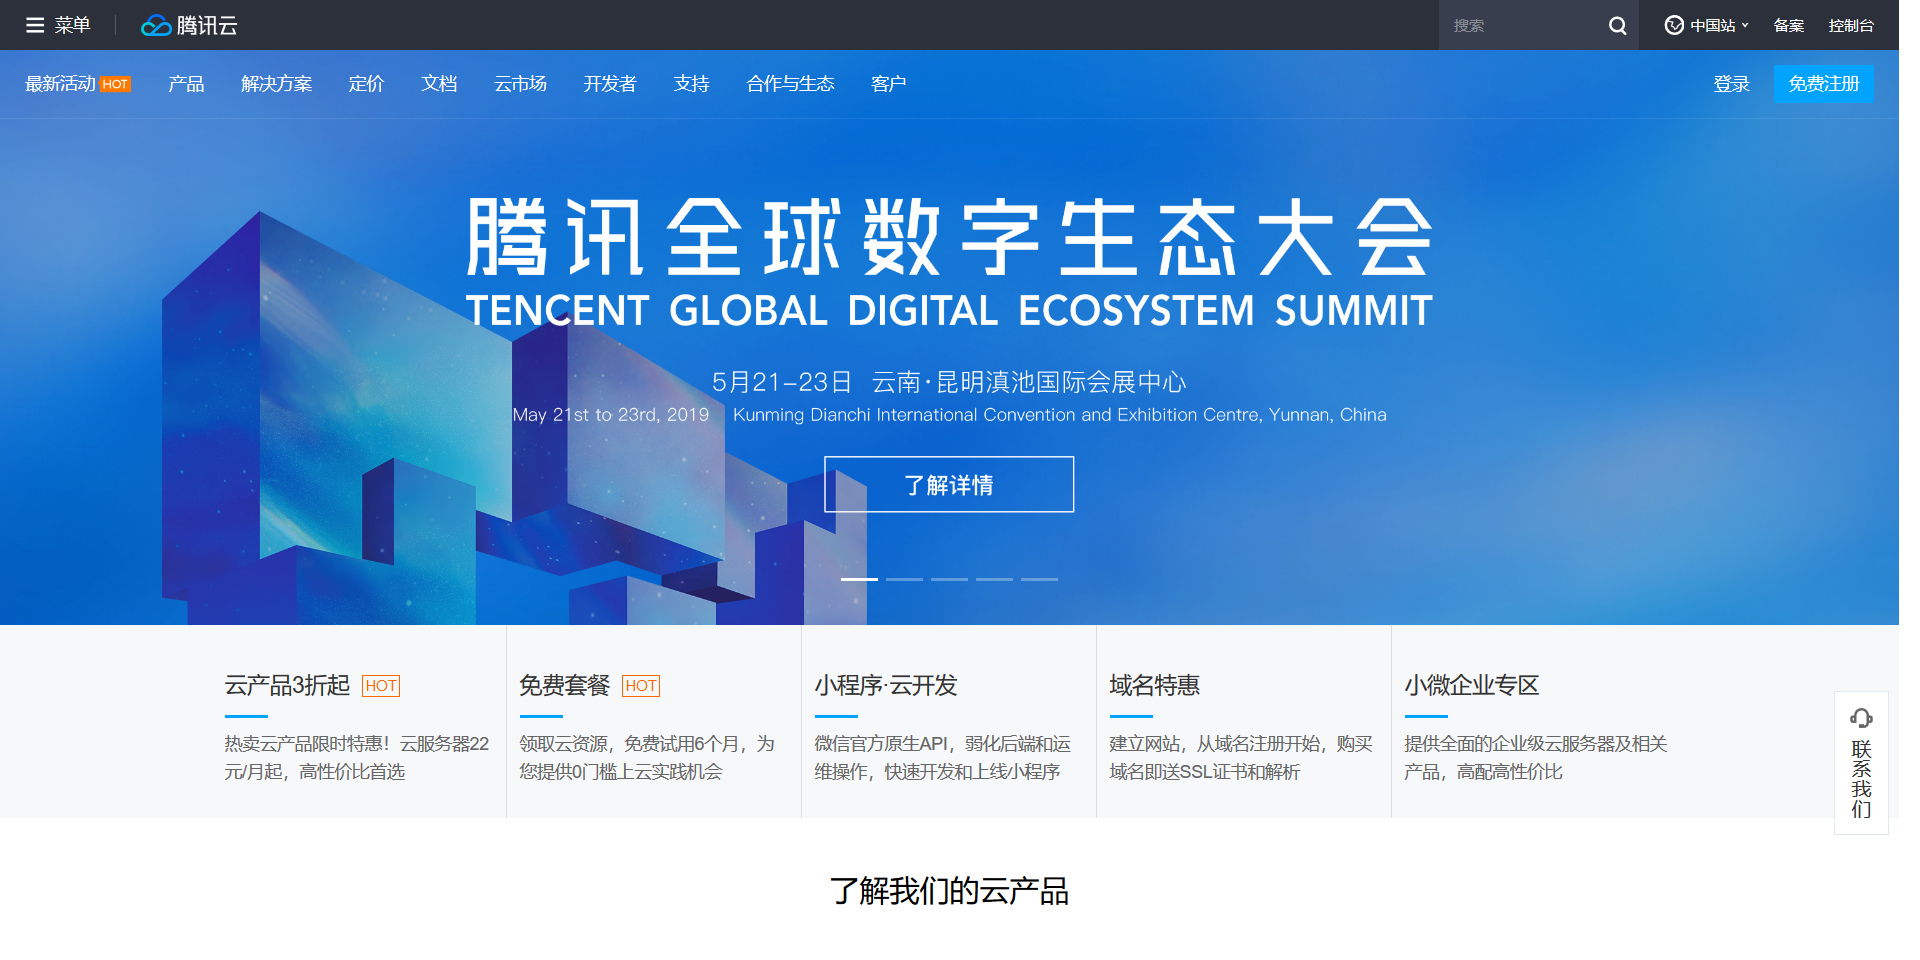 菜单
腾讯云
搜索
中国站
备案
控制台
最新活动 HOT
产品
解决方案
定价
文档
云市场
开发者
支持
合作与生态
客户
登录
免费注册
腾讯全球数字生态大会
TENCENT GLOBAL DIGITAL ECOSYSTEM SUMMIT
5月21-23日 云南·昆明滇池国际会展中心
May 21st to 23rd, 2019 Kunming Dianchi International Convention and Exhibition Centre, Yunnan, China
了解详情
云产品3折起 HOT
热卖云产品限时特惠！云服务器22
元/月起，高性价比首选
免费套餐 HOT
领取云资源，免费试用6个月，为
您提供0门槛上云实践机会
小程序·云开发
微信官方原生API，弱化后端和运
维操作，快速开发和上线小程序
域名特惠
建立网站，从域名注册开始，购买
域名即送SSL证书和解析
小微企业专区
提供全面的企业级云服务器及相关
产品，高配高性价比
联系我们
了解我们的云产品